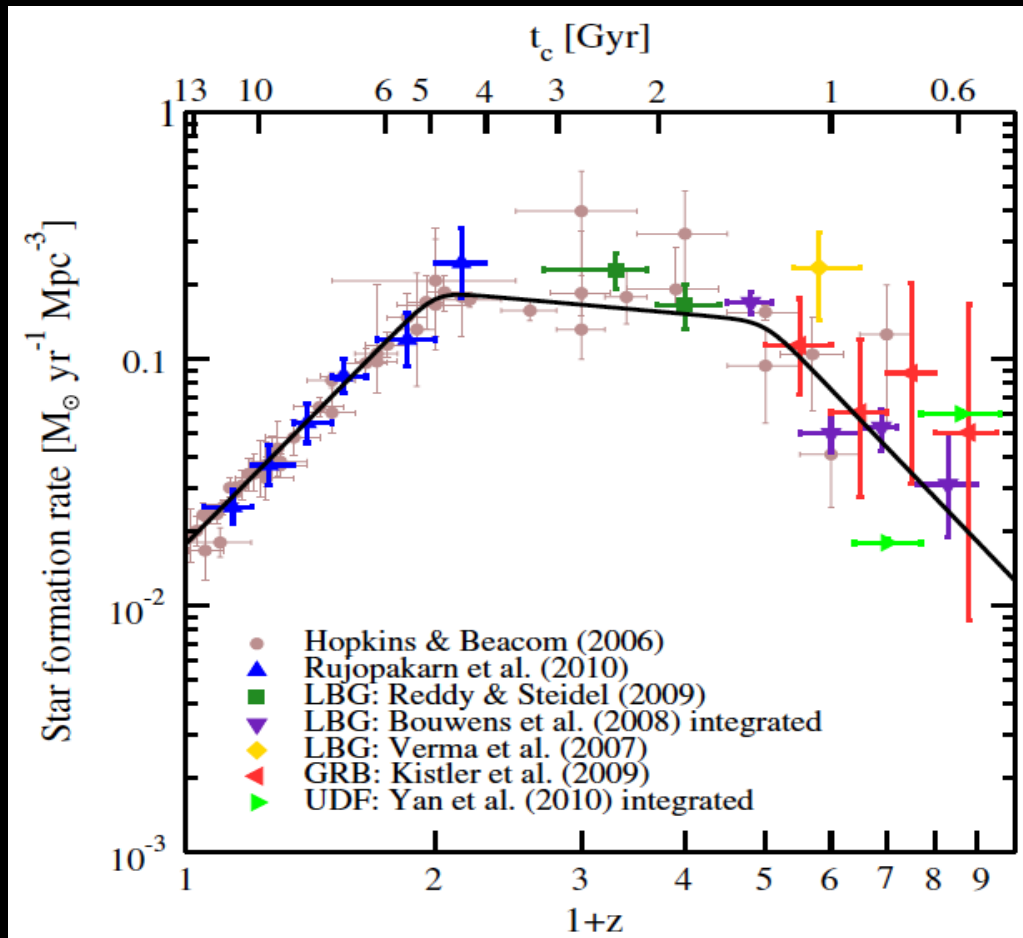 t_c [Gyr]
13 10 6 5 4 3 2 1 0.6
1
0.1
10^-2
10^-3
Star formation rate [M_⊙ yr^-1 Mpc^-3]
Hopkins & Beacom (2006)
Rujopakarn et al. (2010)
LBG: Reddy & Steidel (2009)
LBG: Bouwens et al. (2008) integrated
LBG: Verma et al. (2007)
GRB: Kistler et al. (2009)
UDF: Yan et al. (2010) integrated
1 2 3 4 5 6 7 8 9
1+z